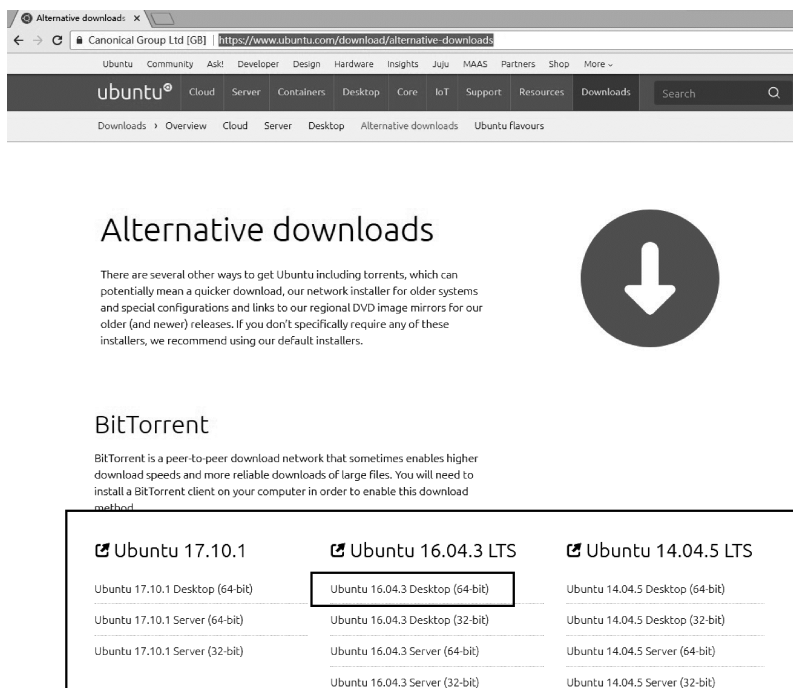 Alternative downloads
Canonical Group Ltd [GB] | https://www.ubuntu.com/download/alternative-downloads
Ubuntu Community Ask! Developer Design Hardware Insights Juju MAAS Partners Shop More
ubuntu Cloud Server Containers Desktop Core IoT Support Resources Downloads Search
Downloads › Overview Cloud Server Desktop Alternative downloads Ubuntu flavours
Alternative downloads
There are several other ways to get Ubuntu including torrents, which can
potentially mean a quicker download, our network installer for older systems
and special configurations and links to our regional DVD image mirrors for our
older (and newer) releases. If you don't specifically require any of these
installers, we recommend using our default installers.
BitTorrent
BitTorrent is a peer-to-peer download network that sometimes enables higher
download speeds and more reliable downloads of large files. You will need to
install a BitTorrent client on your computer in order to enable this download
method.
Ubuntu 17.10.1 Ubuntu 16.04.3 LTS Ubuntu 14.04.5 LTS
Ubuntu 17.10.1 Desktop (64-bit) Ubuntu 16.04.3 Desktop (64-bit) Ubuntu 14.04.5 Desktop (64-bit)
Ubuntu 17.10.1 Server (64-bit) Ubuntu 16.04.3 Desktop (32-bit) Ubuntu 14.04.5 Desktop (32-bit)
Ubuntu 17.10.1 Server (32-bit) Ubuntu 16.04.3 Server (64-bit) Ubuntu 14.04.5 Server (64-bit)
Ubuntu 16.04.3 Server (32-bit) Ubuntu 14.04.5 Server (32-bit)